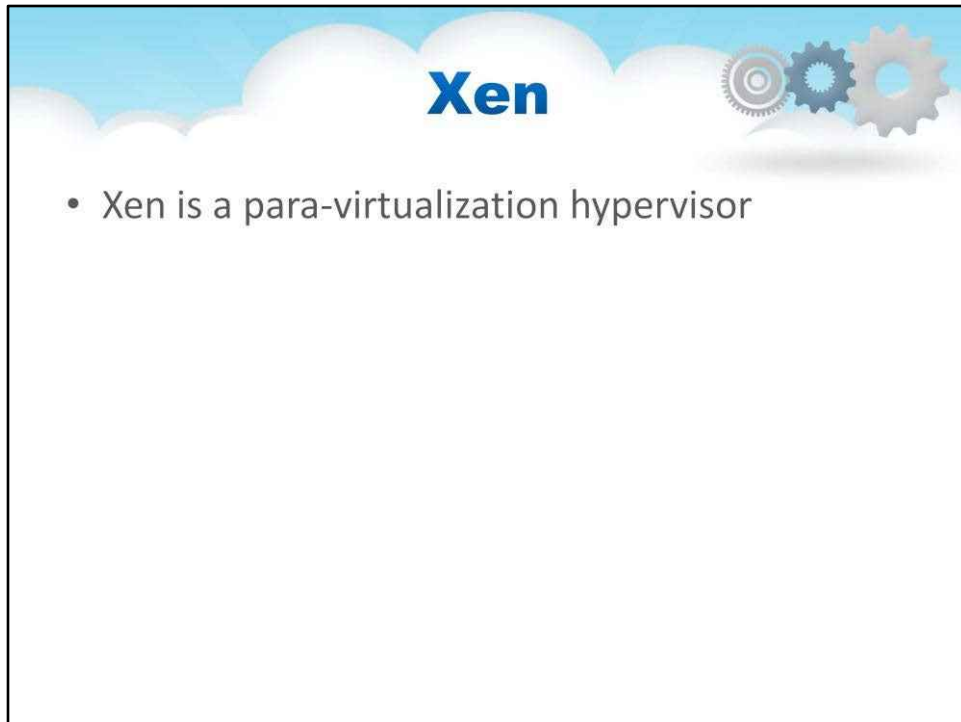 Xen
• Xen is a para-virtualization hypervisor